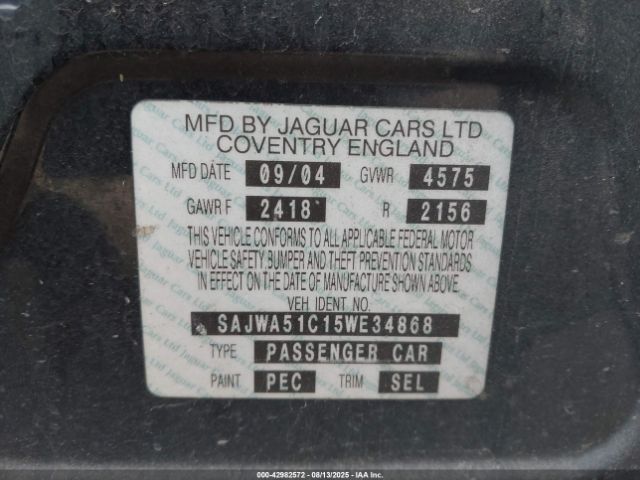 MFD BY JAGUAR CARS LTD
COVENTRY ENGLAND
MFD DATE 09/04 GVWR 4575
GAWR F 2418 R 2156
THIS VEHICLE CONFORMS TO ALL APPLICABLE FEDERAL MOTOR
VEHICLE SAFETY BUMPER AND THEFT PREVENTION STANDARDS
IN EFFECT ON THE DATE OF MANUFACTURE SHOWN ABOVE.
VEH. IDENT NO.
SAJWA51C15WE34868
TYPE PASSENGER CAR
PAINT PEC TRIM SEL
000-42982572 - 08/13/2025 - IAAI, Inc.